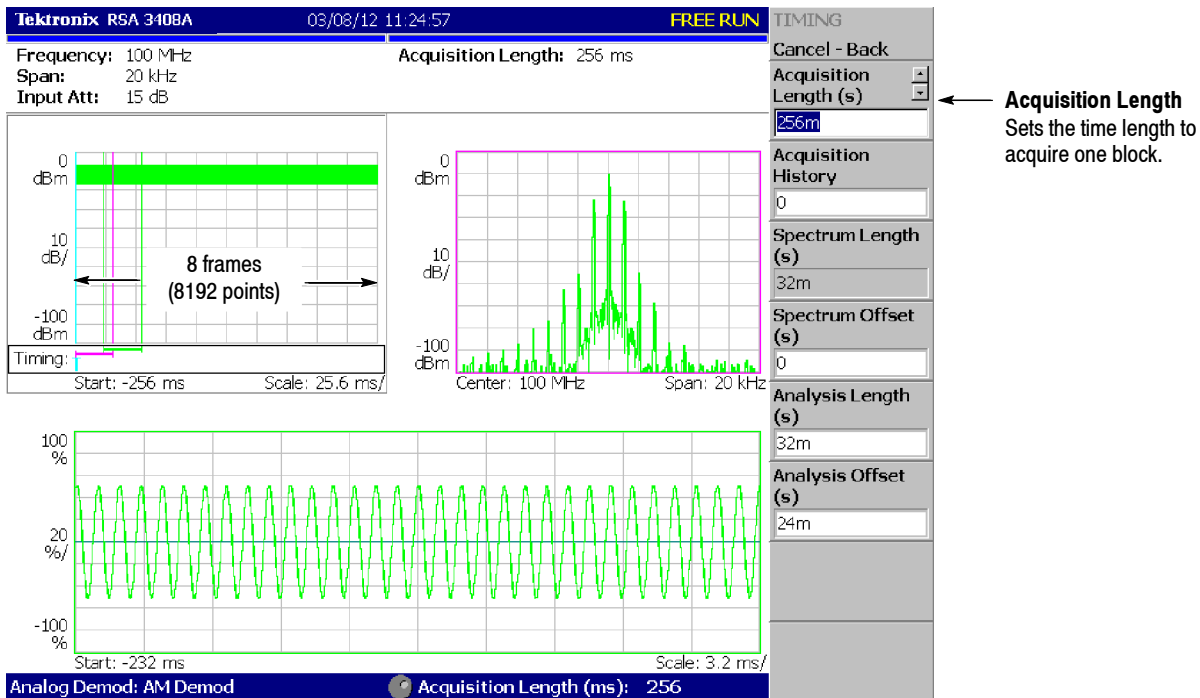 Tektronix RSA 3408A 03/08/12 11:24:57 FREE RUN
Frequency: 100 MHz
Span: 20 kHz
Input Att: 15 dB
Acquisition Length: 256 ms
0
dBm
10
dB/
-100
dBm
8 frames
(8192 points)
Timing:
Start: -256 ms Scale: 25.6 ms/
0
dBm
10
dB/
-100
dBm
Center: 100 MHz Span: 20 kHz
100
%
20
%/
-100
%
Start: -232 ms Scale: 3.2 ms/
Analog Demod: AM Demod Acquisition Length (ms): 256
TIMING
Cancel - Back
Acquisition
Length (s)
256m
Acquisition
History
0
Spectrum Length
(s)
32m
Spectrum Offset
(s)
0
Analysis Length
(s)
32m
Analysis Offset
(s)
24m
Acquisition Length
Sets the time length to
acquire one block.